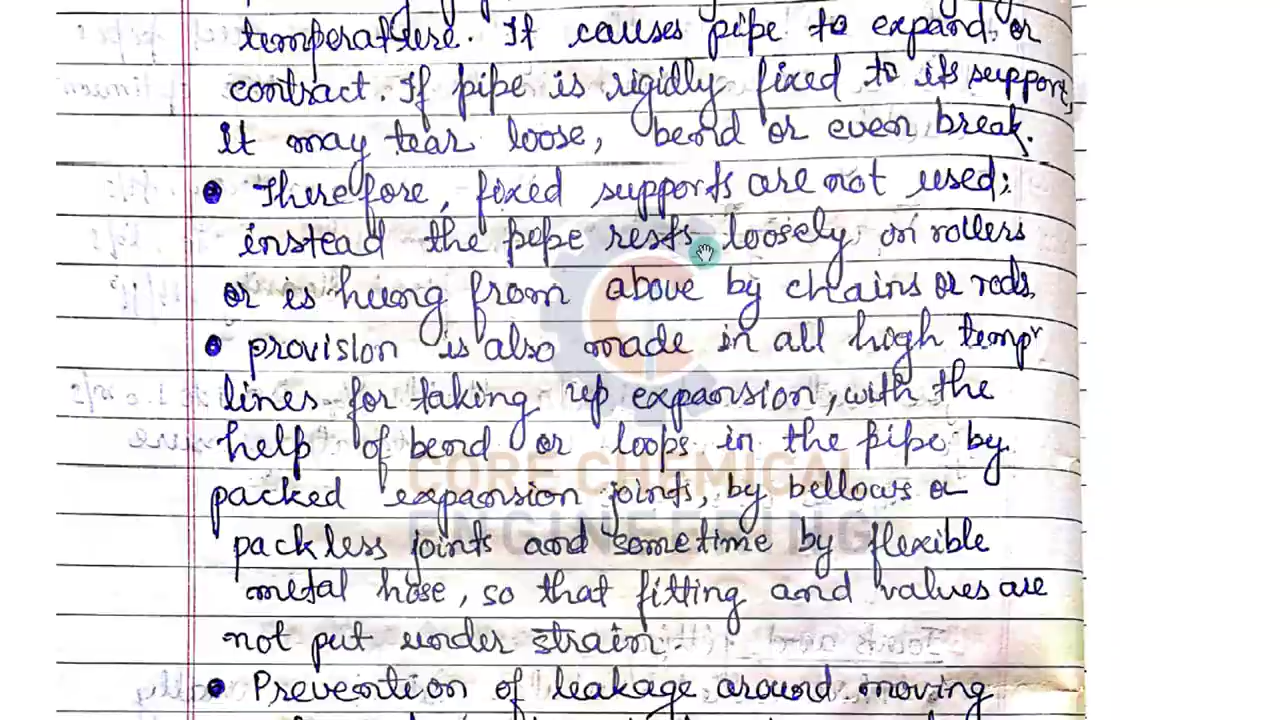 temperature. It causes pipe to expand or
contract. If pipe is rigidly fixed to its support,
it may tear loose, bend or even break.
• Therefore, fixed supports are not used;
instead the pipe rests loosely on rollers
or is hung from above by chains or rods.
• provision is also made in all high tempr
lines for taking up expansion, with the
help of bend or loops in the pipe by
packed expansion joints, by bellows or
CORE CHEMICAL
ENGINEERING
packless joints and sometime by flexible
metal hose, so that fitting and values are
not put under strain.
• Prevention of leakage around moving